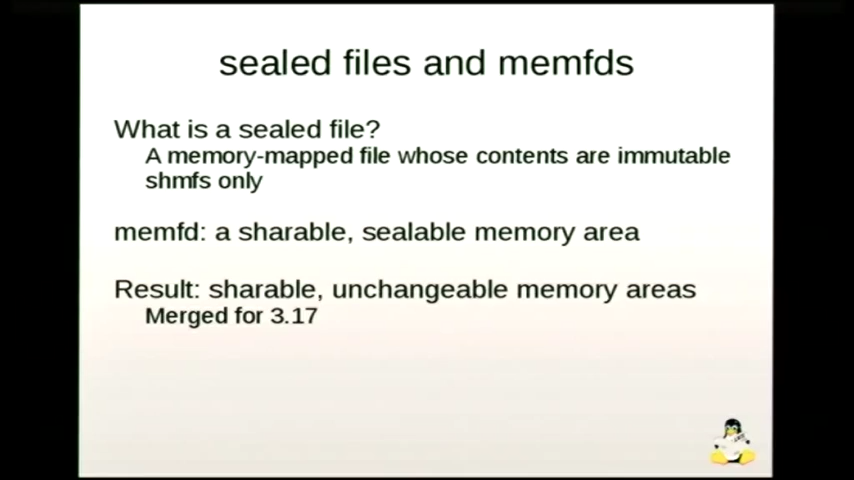 sealed files and memfds
What is a sealed file?
A memory-mapped file whose contents are immutable
shmfs only
memfd: a sharable, sealable memory area
Result: sharable, unchangeable memory areas
Merged for 3.17